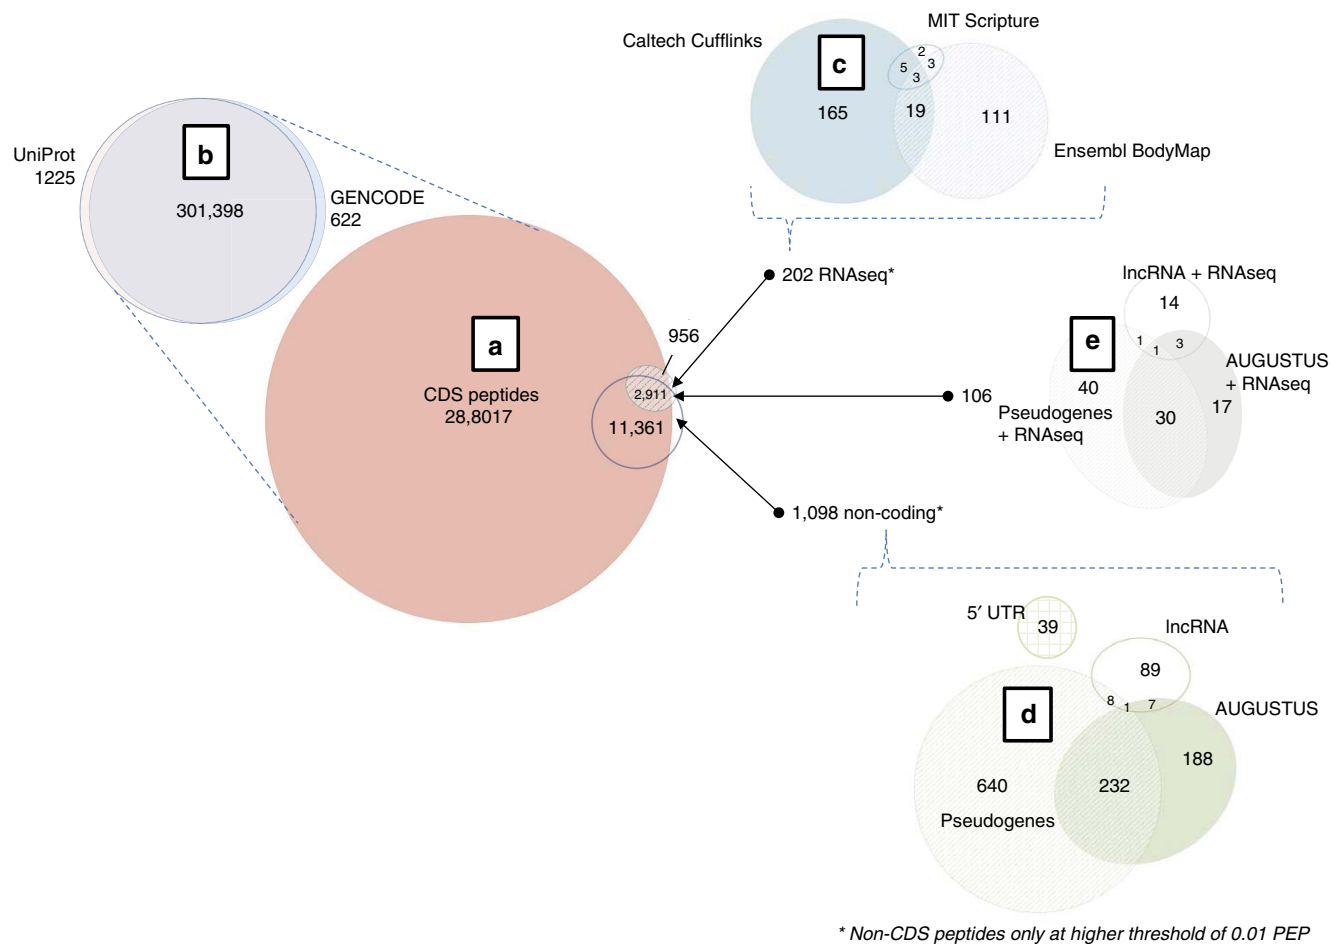 MIT Scripture
Caltech Cufflinks
c
2
5
3
3
165
19
111
Ensembl BodyMap
b
UniProt
1225
301,398
GENCODE
622
202 RNAseq*
a
CDS peptides
28,8017
956
2,911
11,361
106
1,098 non-coding*
lncRNA + RNAseq
14
e
1
1
3
AUGUSTUS
+ RNAseq
40
17
Pseudogenes
+ RNAseq
30
5′ UTR
39
lncRNA
89
d
8
1
7
AUGUSTUS
188
640
232
Pseudogenes
* Non-CDS peptides only at higher threshold of 0.01 PEP